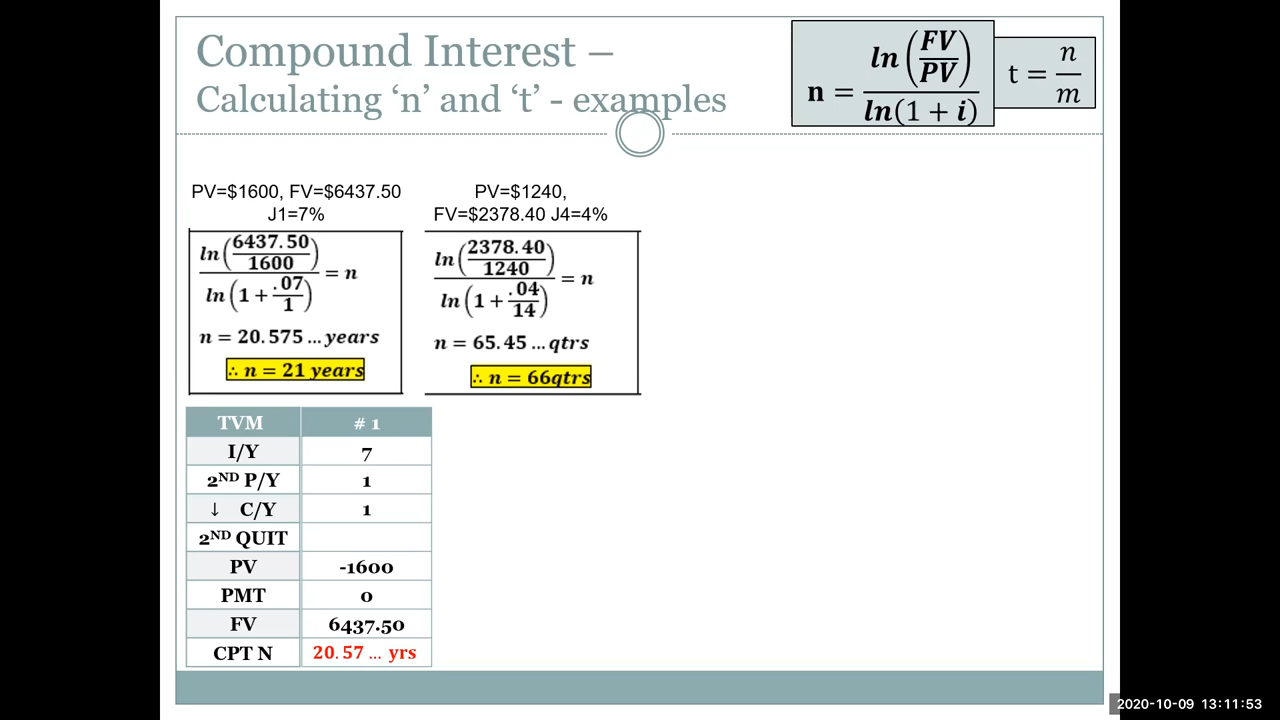 Compound Interest –
Calculating ‘n’ and ‘t’ - examples
n = ln(FV/PV) / ln(1 + i)
t = n/m
PV=$1600, FV=$6437.50
J1=7%
ln(6437.50/1600) / ln(1 + .07/1) = n
n = 20.575 … years
∴ n = 21 years
PV=$1240,
FV=$2378.40 J4=4%
ln(2378.40/1240) / ln(1 + .04/14) = n
n = 65.45 … qtrs
∴ n = 66qtrs
TVM # 1
I/Y 7
2ND P/Y 1
↓ C/Y 1
2ND QUIT
PV -1600
PMT 0
FV 6437.50
CPT N 20.57 … yrs
2020-10-09 13:11:53